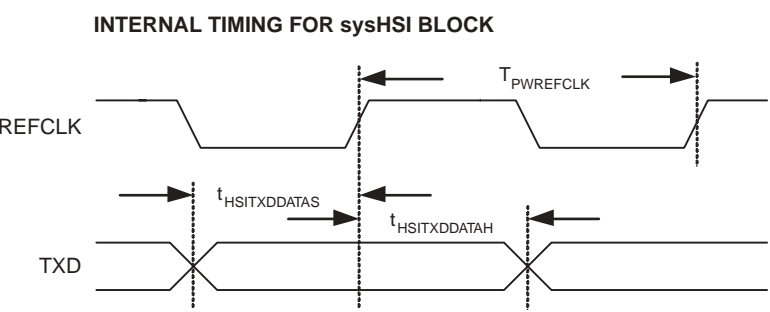 INTERNAL TIMING FOR sysHSI BLOCK
TPWREFCLK
REFCLK
tHSITXDDATAS
tHSITXDDATAH
TXD